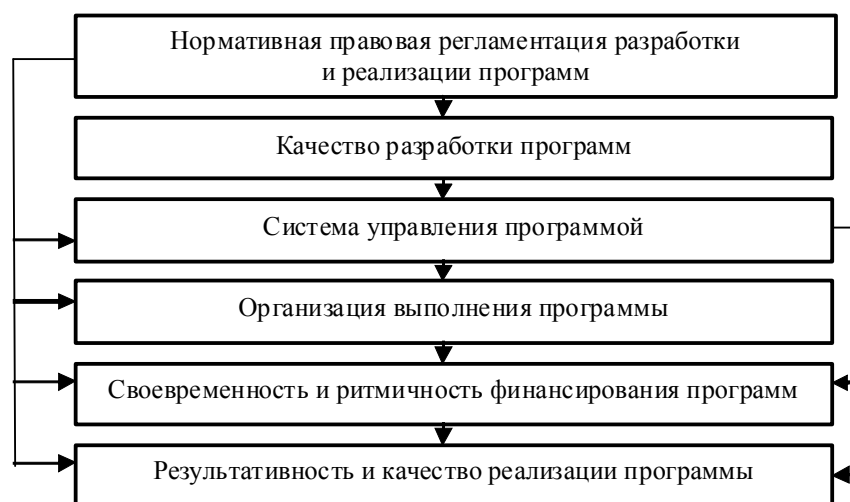 Нормативная правовая регламентация разработки
и реализации программ
Качество разработки программ
Система управления программой
Организация выполнения программы
Своевременность и ритмичность финансирования программ
Результативность и качество реализации программы